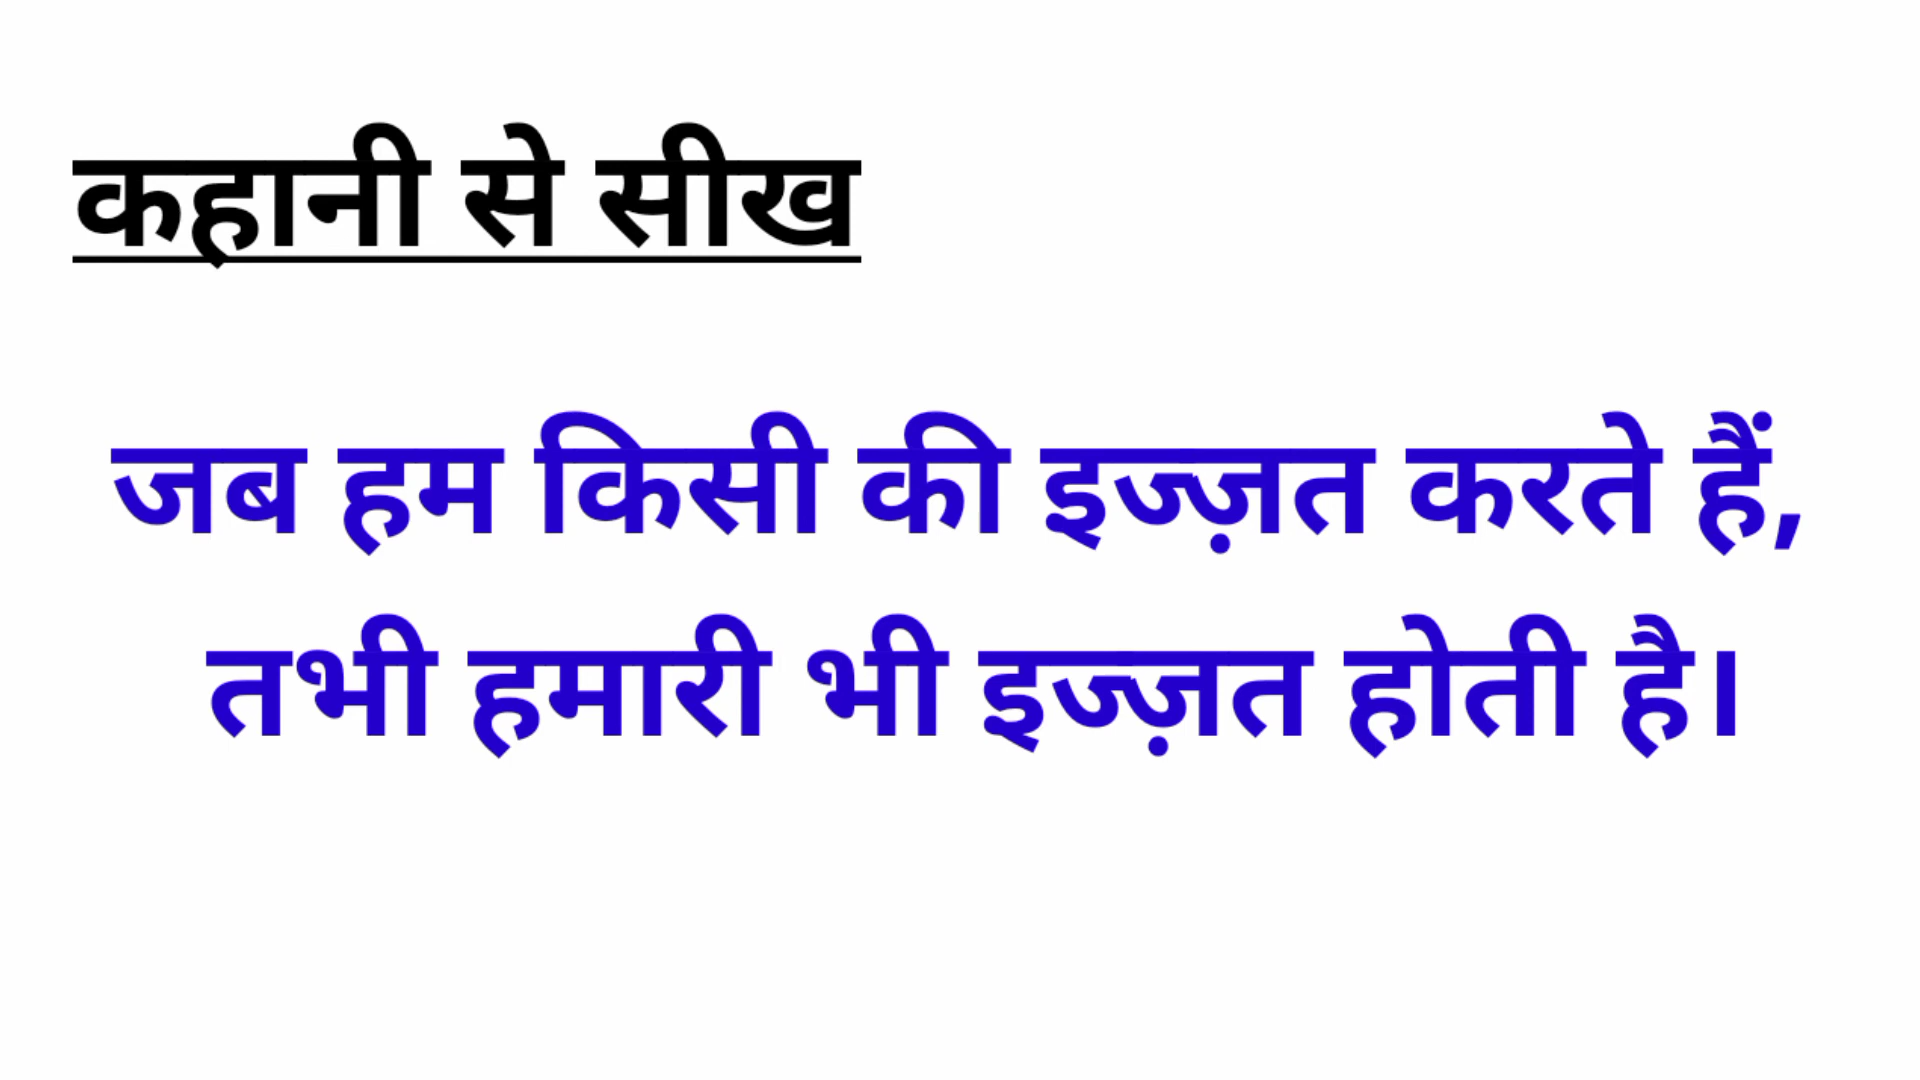 कहानी से सीख
जब हम किसी की इज्ज़त करते हैं,
तभी हमारी भी इज्ज़त होती है।